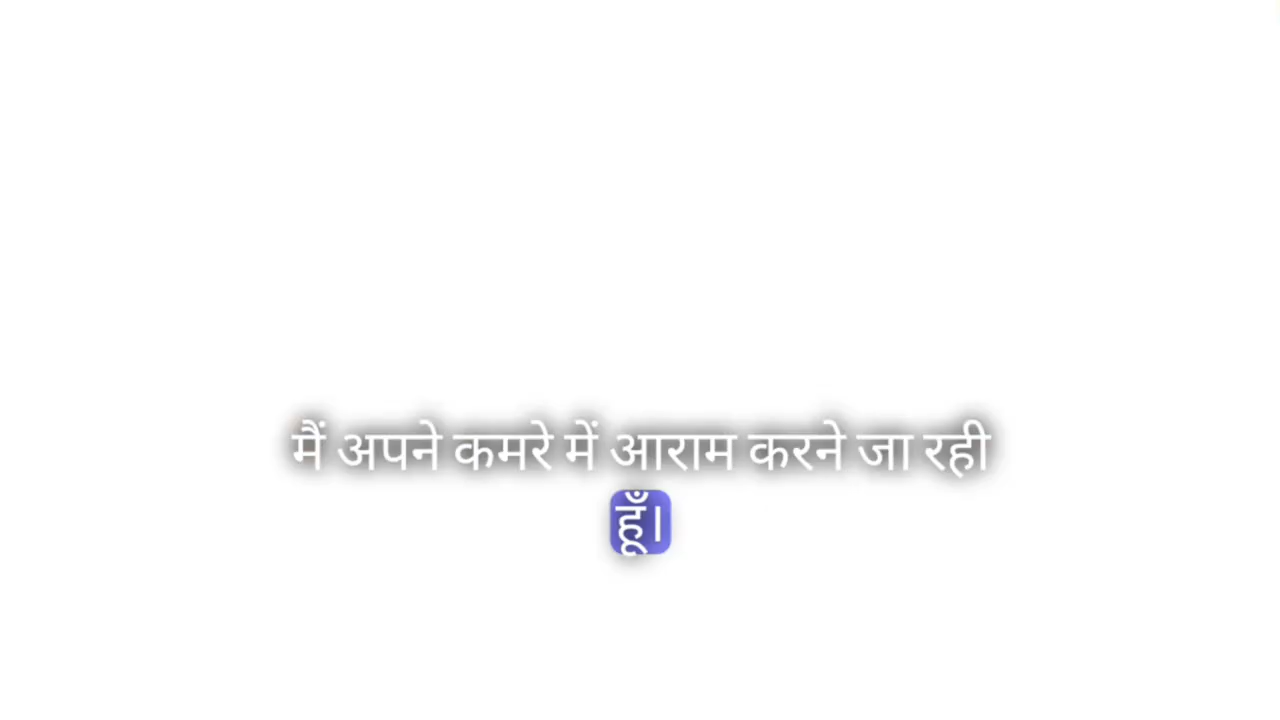 मैं अपने कमरे में आराम करने जा रही
हूँ।